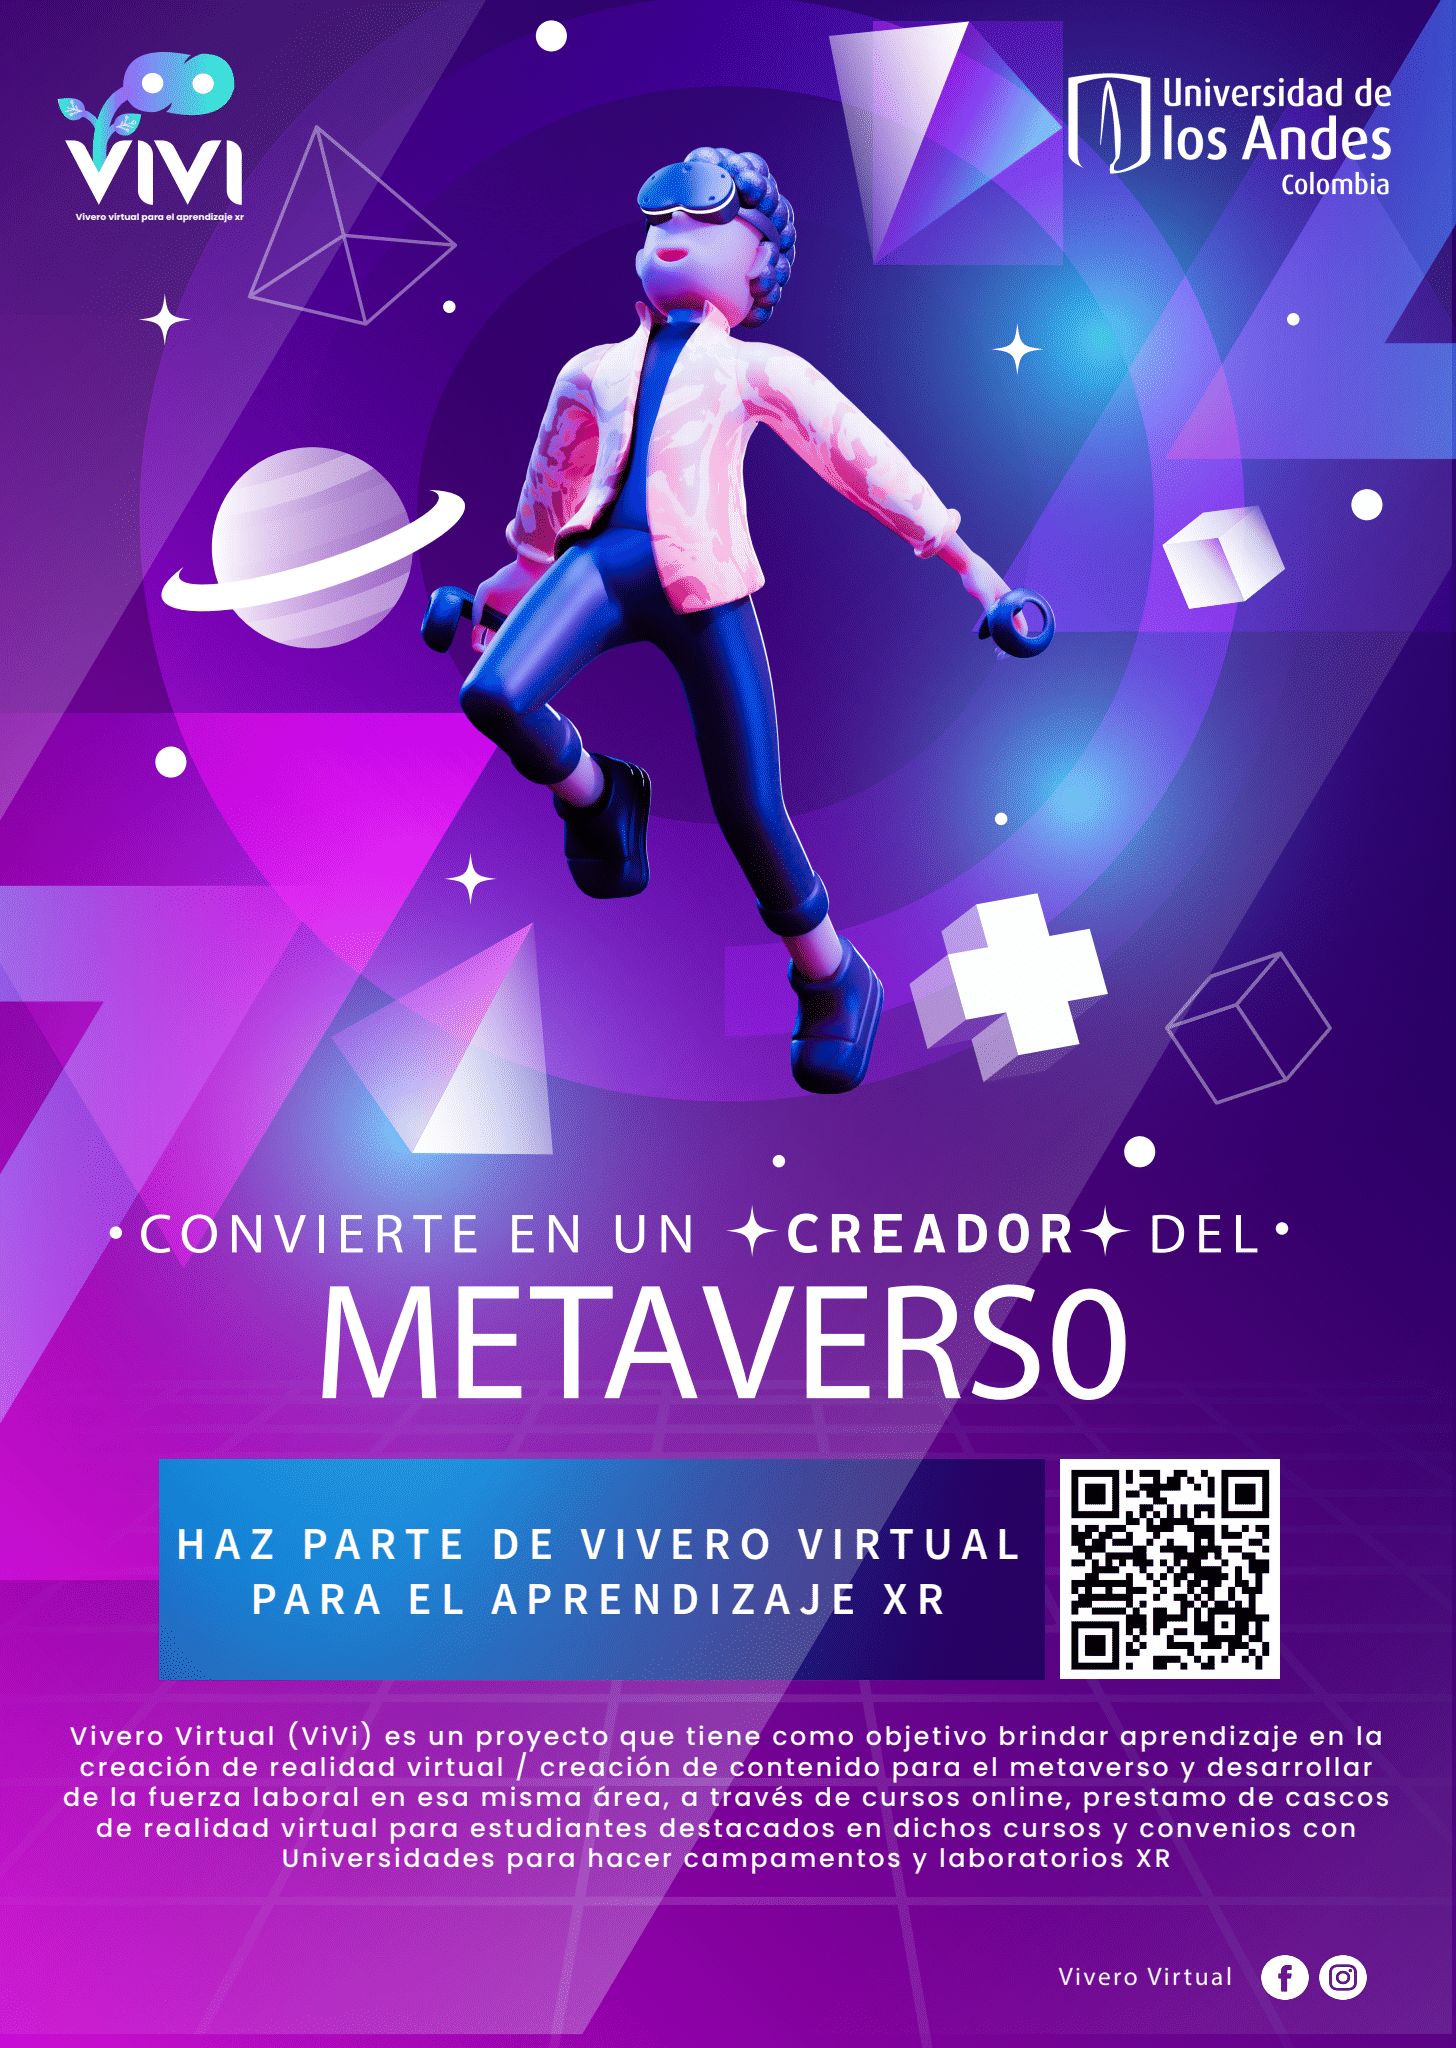 VIVI
Vivero virtual para el aprendizaje xr
Universidad de
los Andes
Colombia
• CONVIERTE EN UN CREADOR DEL •
METAVERSO
HAZ PARTE DE VIVERO VIRTUAL
PARA EL APRENDIZAJE XR
Vivero Virtual (ViVi) es un proyecto que tiene como objetivo brindar aprendizaje en la
creación de realidad virtual / creación de contenido para el metaverso y desarrollar
de la fuerza laboral en esa misma área, a través de cursos online, prestamo de cascos
de realidad virtual para estudiantes destacados en dichos cursos y convenios con
Universidades para hacer campamentos y laboratorios XR
Vivero Virtual